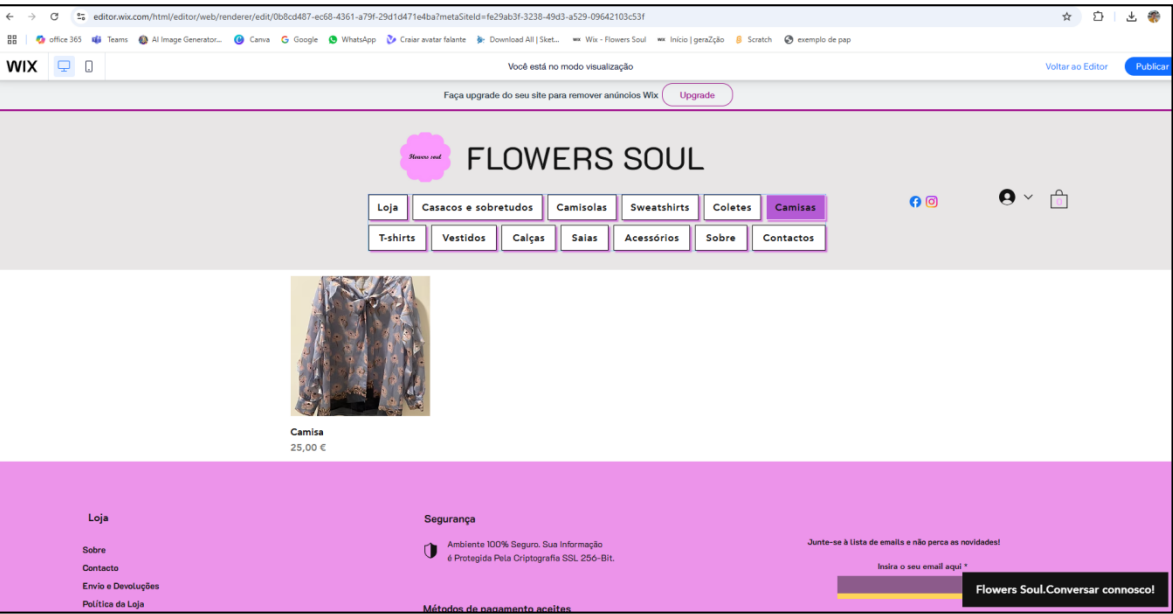 editor.wix.com/html/editor/web/renderer/edit/0b8cd487-ec68-4361-a79f-29d1d471e4ba?metaSiteId=fe29ab3f-3238-49d3-a529-09642103c53f
office 365 Teams AI Image Generator... Canva Google WhatsApp Craiar avatar falante Download All | Sket... Wix - Flowers Soul Início | geraZção Scratch exemplo de pap
WIX Você está no modo visualização Voltar ao Editor Publicar
Faça upgrade do seu site para remover anúncios Wix Upgrade
Flowers soul FLOWERS SOUL
Loja Casacos e sobretudos Camisolas Sweatshirts Coletes Camisas
0
T-shirts Vestidos Calças Saias Acessórios Sobre Contactos
Camisa
25,00 €
Loja
Sobre
Contacto
Envio e Devoluções
Política da Loja
Segurança
Ambiente 100% Seguro. Sua Informação
é Protegida Pela Criptografia SSL 256-Bit.
Métodos de pagamento aceites
Junte-se à lista de emails e não perca as novidades!
Insira o seu email aqui *
Flowers Soul.Conversar connosco!